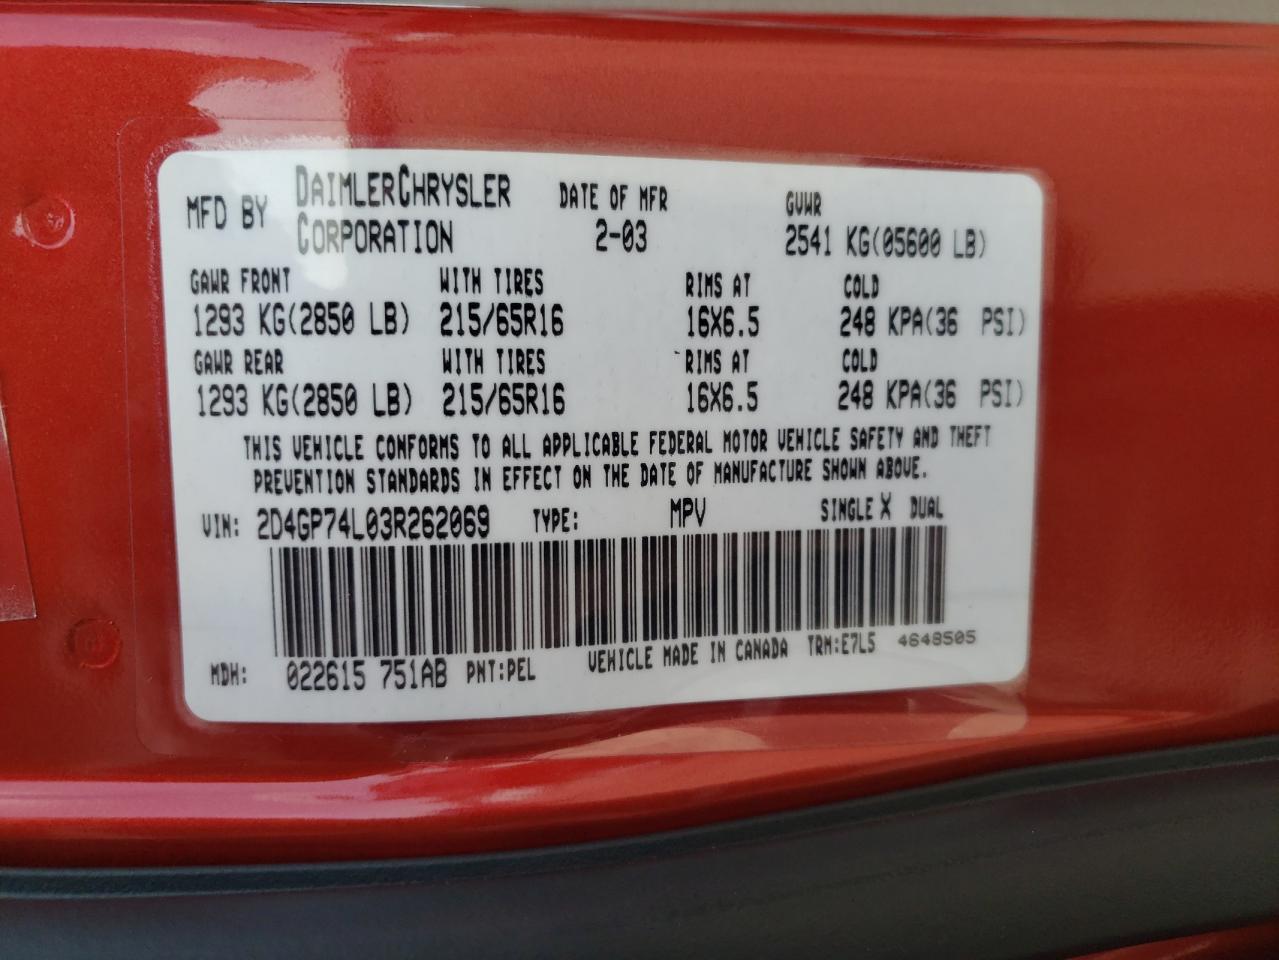 MFD BY DAIMLERCHRYSLER CORPORATION DATE OF MFR 2-03 GVWR 2541 KG(05600 LB)
GAWR FRONT WITH TIRES RIMS AT COLD
1293 KG(2850 LB) 215/65R16 16X6.5 248 KPA(36 PSI)
GAWR REAR WITH TIRES RIMS AT COLD
1293 KG(2850 LB) 215/65R16 16X6.5 248 KPA(36 PSI)
THIS VEHICLE CONFORMS TO ALL APPLICABLE FEDERAL MOTOR VEHICLE SAFETY AND THEFT
PREVENTION STANDARDS IN EFFECT ON THE DATE OF MANUFACTURE SHOWN ABOVE.
VIN: 2D4GP74L03R262069 TYPE: MPV SINGLE X DUAL
MDH: 022615 751AB PNT:PEL VEHICLE MADE IN CANADA TRM:E7L5 4648505